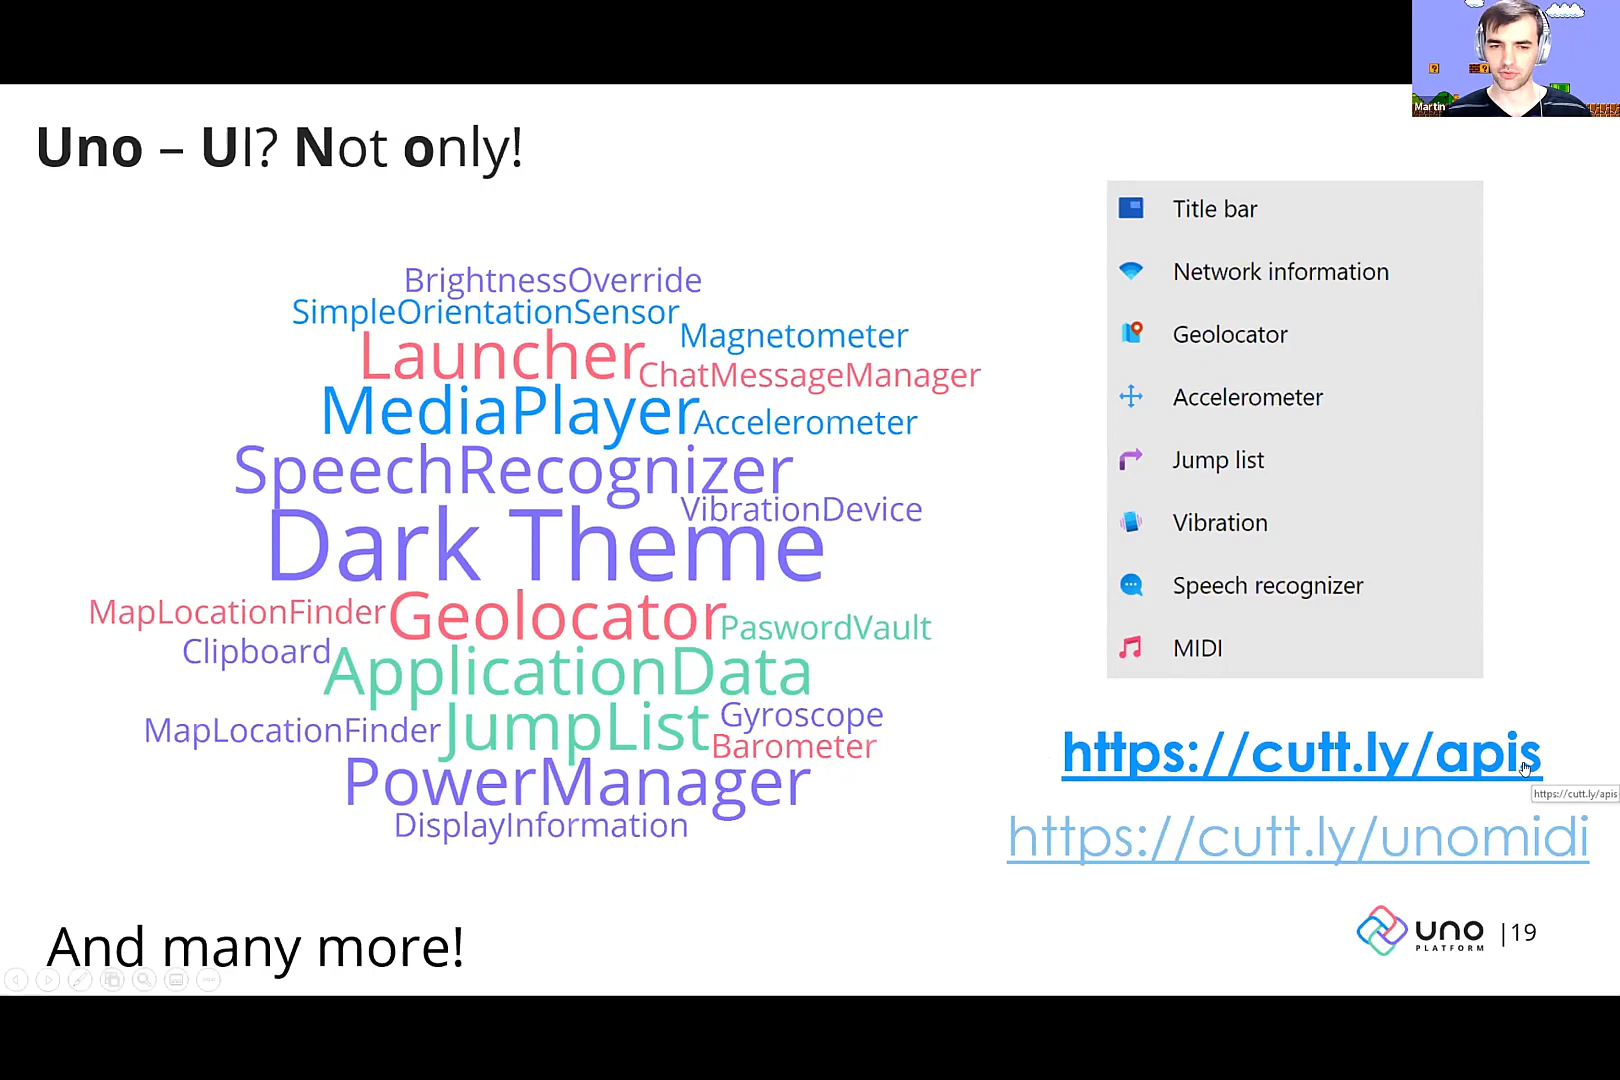 Martin
Uno – UI? Not only!
BrightnessOverride
SimpleOrientationSensor
Magnetometer
Launcher
ChatMessageManager
MediaPlayer
Accelerometer
SpeechRecognizer
VibrationDevice
Dark Theme
MapLocationFinder
Geolocator
PaswordVault
Clipboard
ApplicationData
MapLocationFinder
JumpList
Gyroscope
Barometer
PowerManager
DisplayInformation
And many more!
Title bar
Network information
Geolocator
Accelerometer
Jump list
Vibration
Speech recognizer
MIDI
https://cutt.ly/apis
https://cutt.ly/apis
https://cutt.ly/unomidi
uno
PLATFORM
|19